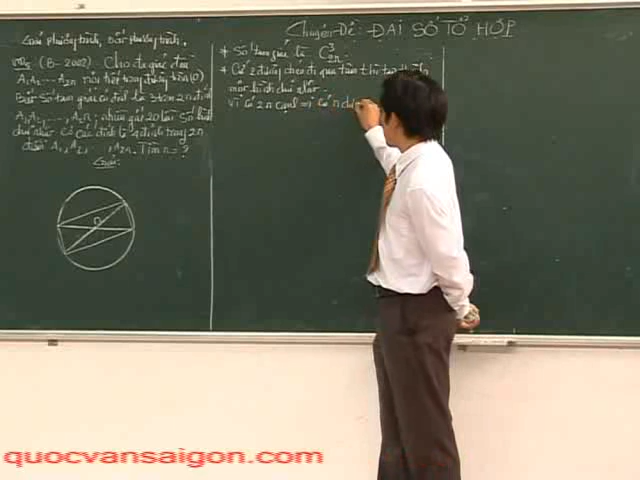 Chuyên Đề: ĐẠI SỐ TỔ HỢP
Giải phương trình, bất phương trình.
VD5 (B-2002) Cho đa giác đều
A₁A₂... A₂ₙ nội tiếp trong đường tròn (O)
Biết số tam giác có đỉnh là 3 trong 2n điểm
A₁, A₂, ..., A₂ₙ nhiều gấp 20 lần số hình
chữ nhật có các đỉnh là 4 đỉnh trong 2n
điểm A₁, A₂, ..., A₂ₙ. Tìm n = ?
Giải:
O
* Số tam giác là C³₂ₙ
* Cứ 2 đường chéo đi qua tâm thì tạo thành
một hình chữ nhật.
Vì có 2n cạnh => có n
quocvansaigon.com